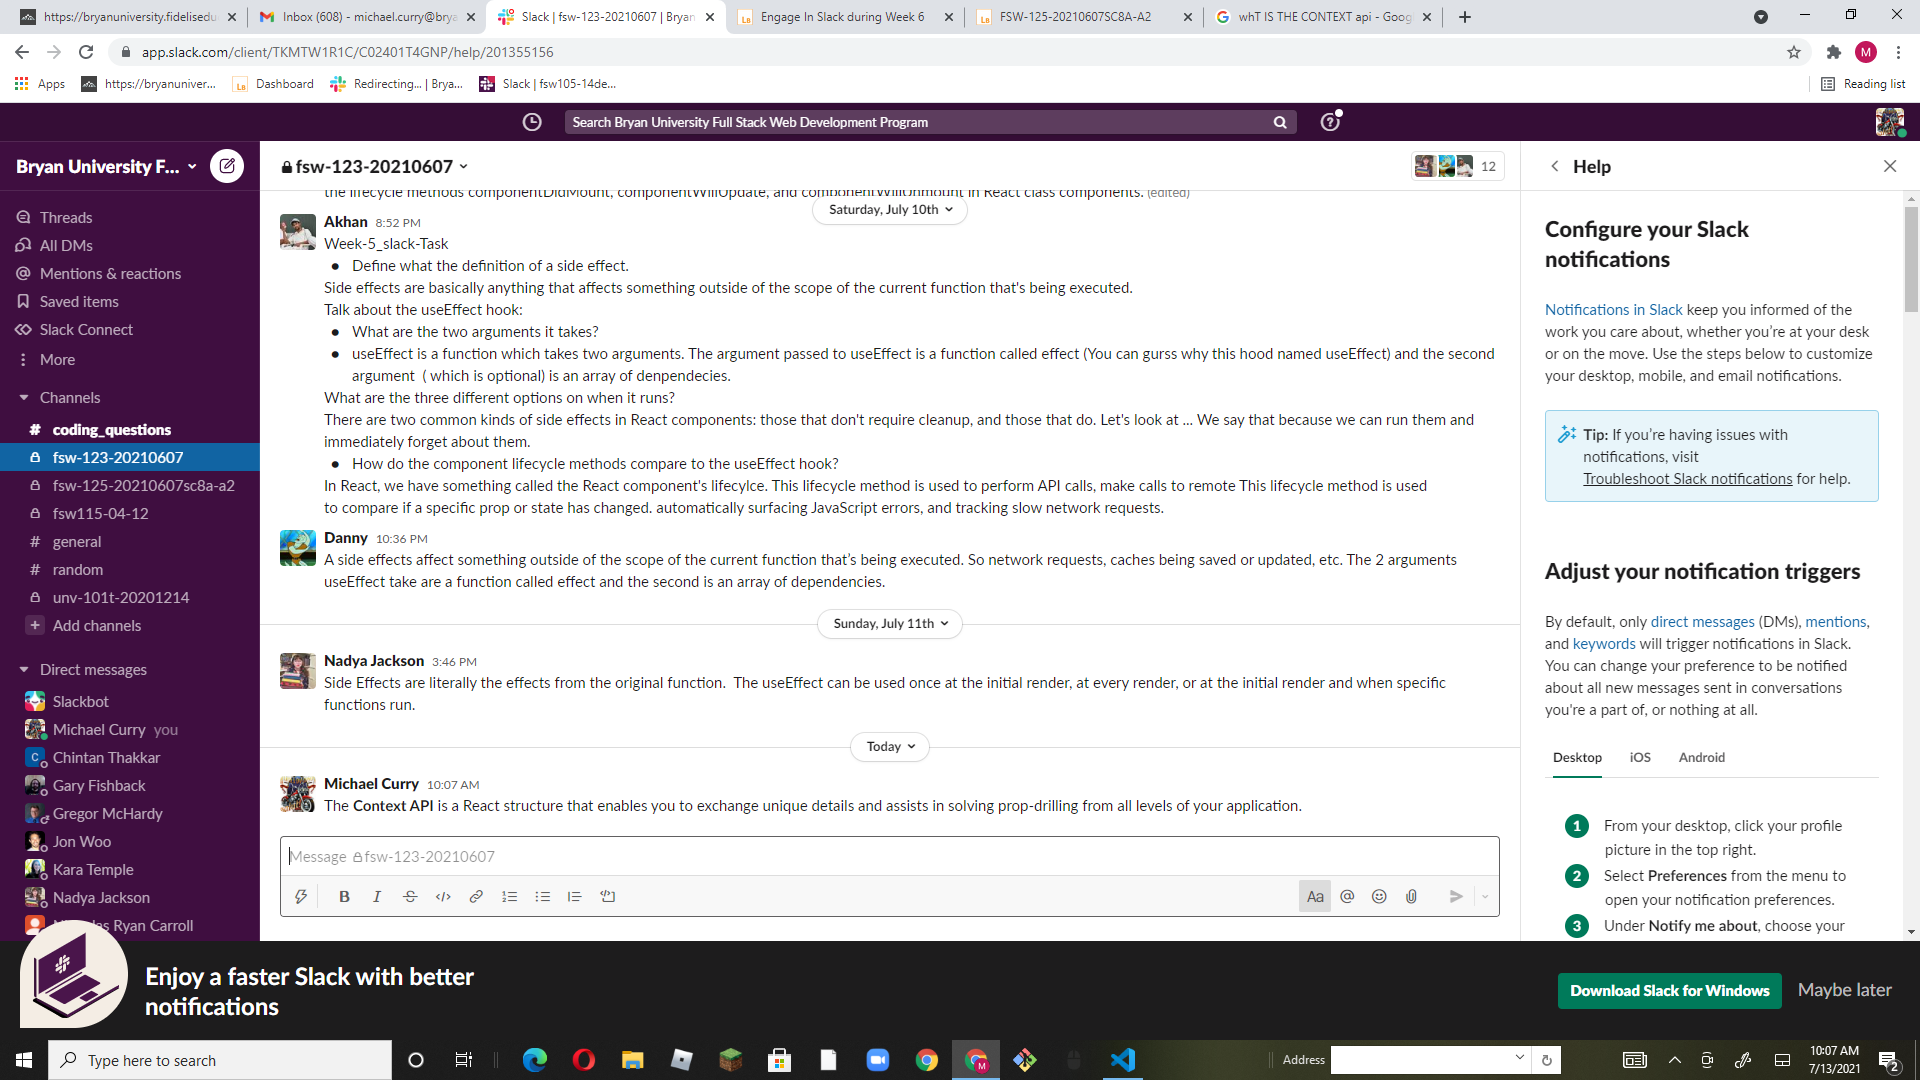 https://bryanuniversity.fidelisedu
Inbox (608) - michael.curry@brya
Slack | fsw-123-20210607 | Bryan
Engage In Slack during Week 6
FSW-125-20210607SC8A-A2
whT IS THE CONTEXT api - Goog
app.slack.com/client/TKMTW1R1C/C02401T4GNP/help/201355156
M
Apps
https://bryanuniver...
Dashboard
Redirecting... | Brya...
Slack | fsw105-14de...
Reading list
Search Bryan University Full Stack Web Development Program
Bryan University F...
Threads
All DMs
Mentions & reactions
Saved items
Slack Connect
More
Channels
# coding_questions
fsw-123-20210607
fsw-125-20210607sc8a-a2
fsw115-04-12
# general
# random
unv-101t-20201214
+ Add channels
Direct messages
Slackbot
Michael Curry you
C Chintan Thakkar
Gary Fishback
Gregor McHardy
Jon Woo
Kara Temple
Nadya Jackson
Ryan Carroll
fsw-123-20210607
12
the lifecycle methods componentDidMount, componentWillUpdate, and componentWillUnmount in React class components. (edited)
Saturday, July 10th
Akhan 8:52 PM
Week-5_slack-Task
• Define what the definition of a side effect.
Side effects are basically anything that affects something outside of the scope of the current function that's being executed.
Talk about the useEffect hook:
• What are the two arguments it takes?
• useEffect is a function which takes two arguments. The argument passed to useEffect is a function called effect (You can gurss why this hood named useEffect) and the second
argument ( which is optional) is an array of denpendecies.
What are the three different options on when it runs?
There are two common kinds of side effects in React components: those that don't require cleanup, and those that do. Let's look at ... We say that because we can run them and
immediately forget about them.
• How do the component lifecycle methods compare to the useEffect hook?
In React, we have something called the React component's lifecylce. This lifecycle method is used to perform API calls, make calls to remote This lifecycle method is used
to compare if a specific prop or state has changed. automatically surfacing JavaScript errors, and tracking slow network requests.
Danny 10:36 PM
A side effects affect something outside of the scope of the current function that's being executed. So network requests, caches being saved or updated, etc. The 2 arguments
useEffect take are a function called effect and the second is an array of dependencies.
Sunday, July 11th
Nadya Jackson 3:46 PM
Side Effects are literally the effects from the original function. The useEffect can be used once at the initial render, at every render, or at the initial render and when specific
functions run.
Today
Michael Curry 10:07 AM
The Context API is a React structure that enables you to exchange unique details and assists in solving prop-drilling from all levels of your application.
Message fsw-123-20210607
B I S </> Aa @
Help
Configure your Slack
notifications
Notifications in Slack keep you informed of the
work you care about, whether you're at your desk
or on the move. Use the steps below to customize
your desktop, mobile, and email notifications.
Tip: If you're having issues with
notifications, visit
Troubleshoot Slack notifications for help.
Adjust your notification triggers
By default, only direct messages (DMs), mentions,
and keywords will trigger notifications in Slack.
You can change your preference to be notified
about all new messages sent in conversations
you're a part of, or nothing at all.
Desktop iOS Android
1 From your desktop, click your profile
picture in the top right.
2 Select Preferences from the menu to
open your notification preferences.
3 Under Notify me about, choose your
Enjoy a faster Slack with better
notifications
Download Slack for Windows
Maybe later
Type here to search
Address
10:07 AM
7/13/2021
2